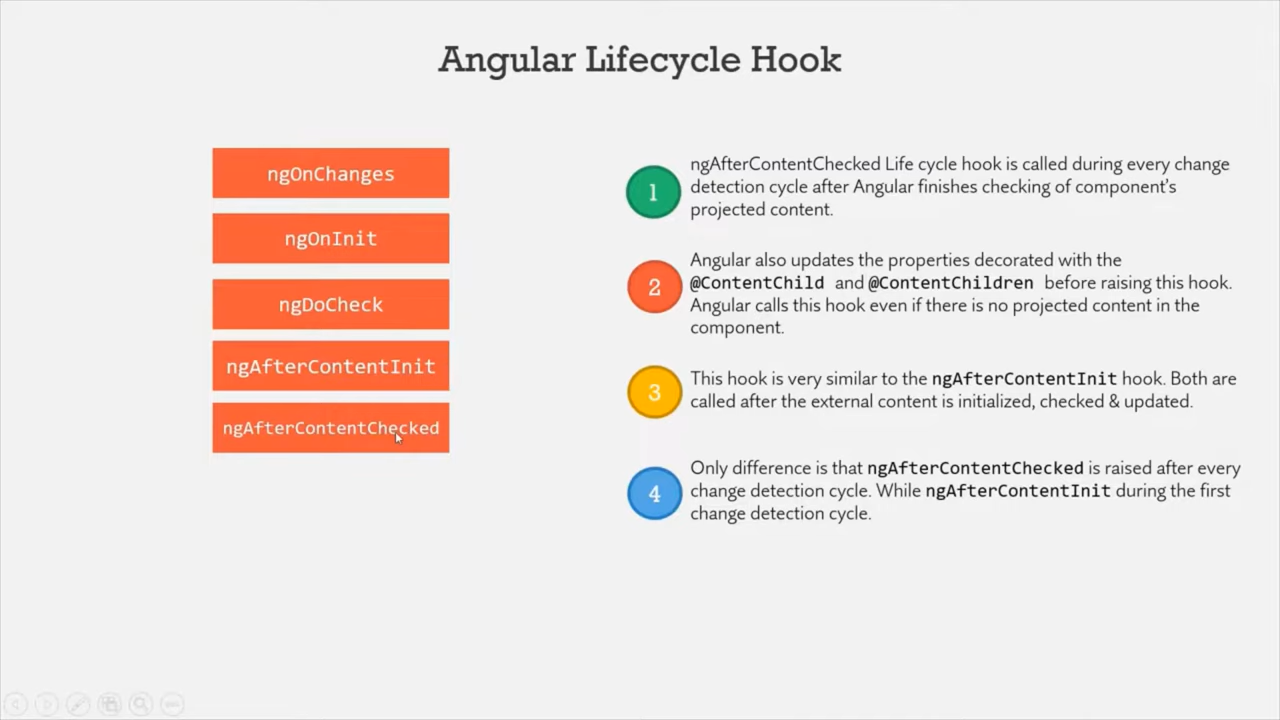 Angular Lifecycle Hook
ngOnChanges
ngOnInit
ngDoCheck
ngAfterContentInit
ngAfterContentChecked
1
ngAfterContentChecked Life cycle hook is called during every change
detection cycle after Angular finishes checking of component's
projected content.
2
Angular also updates the properties decorated with the
@ContentChild and @ContentChildren before raising this hook.
Angular calls this hook even if there is no projected content in the
component.
3
This hook is very similar to the ngAfterContentInit hook. Both are
called after the external content is initialized, checked & updated.
4
Only difference is that ngAfterContentChecked is raised after every
change detection cycle. While ngAfterContentInit during the first
change detection cycle.